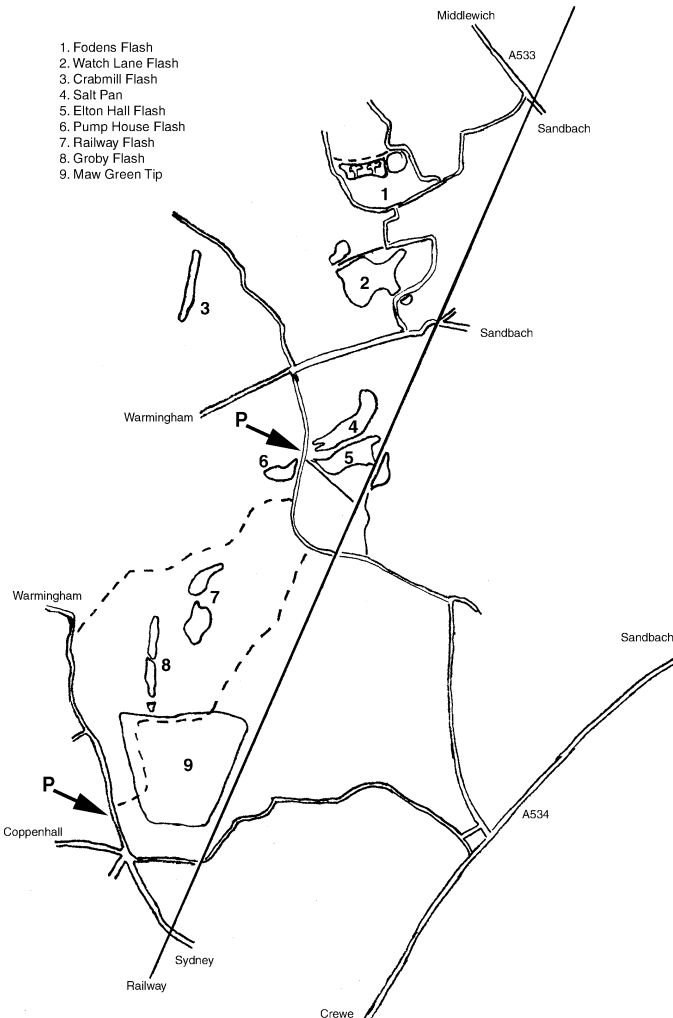 Middlewich
A533
1. Fodens Flash
2. Watch Lane Flash
3. Crabmill Flash
4. Salt Pan
5. Elton Hall Flash
6. Pump House Flash
7. Railway Flash
8. Groby Flash
9. Maw Green Tip
Sandbach
1
2
3
Sandbach
Warmingham
P
4
5
6
Warmingham
7
Sandbach
8
9
P
A534
Coppenhall
Sydney
Railway
Crewe